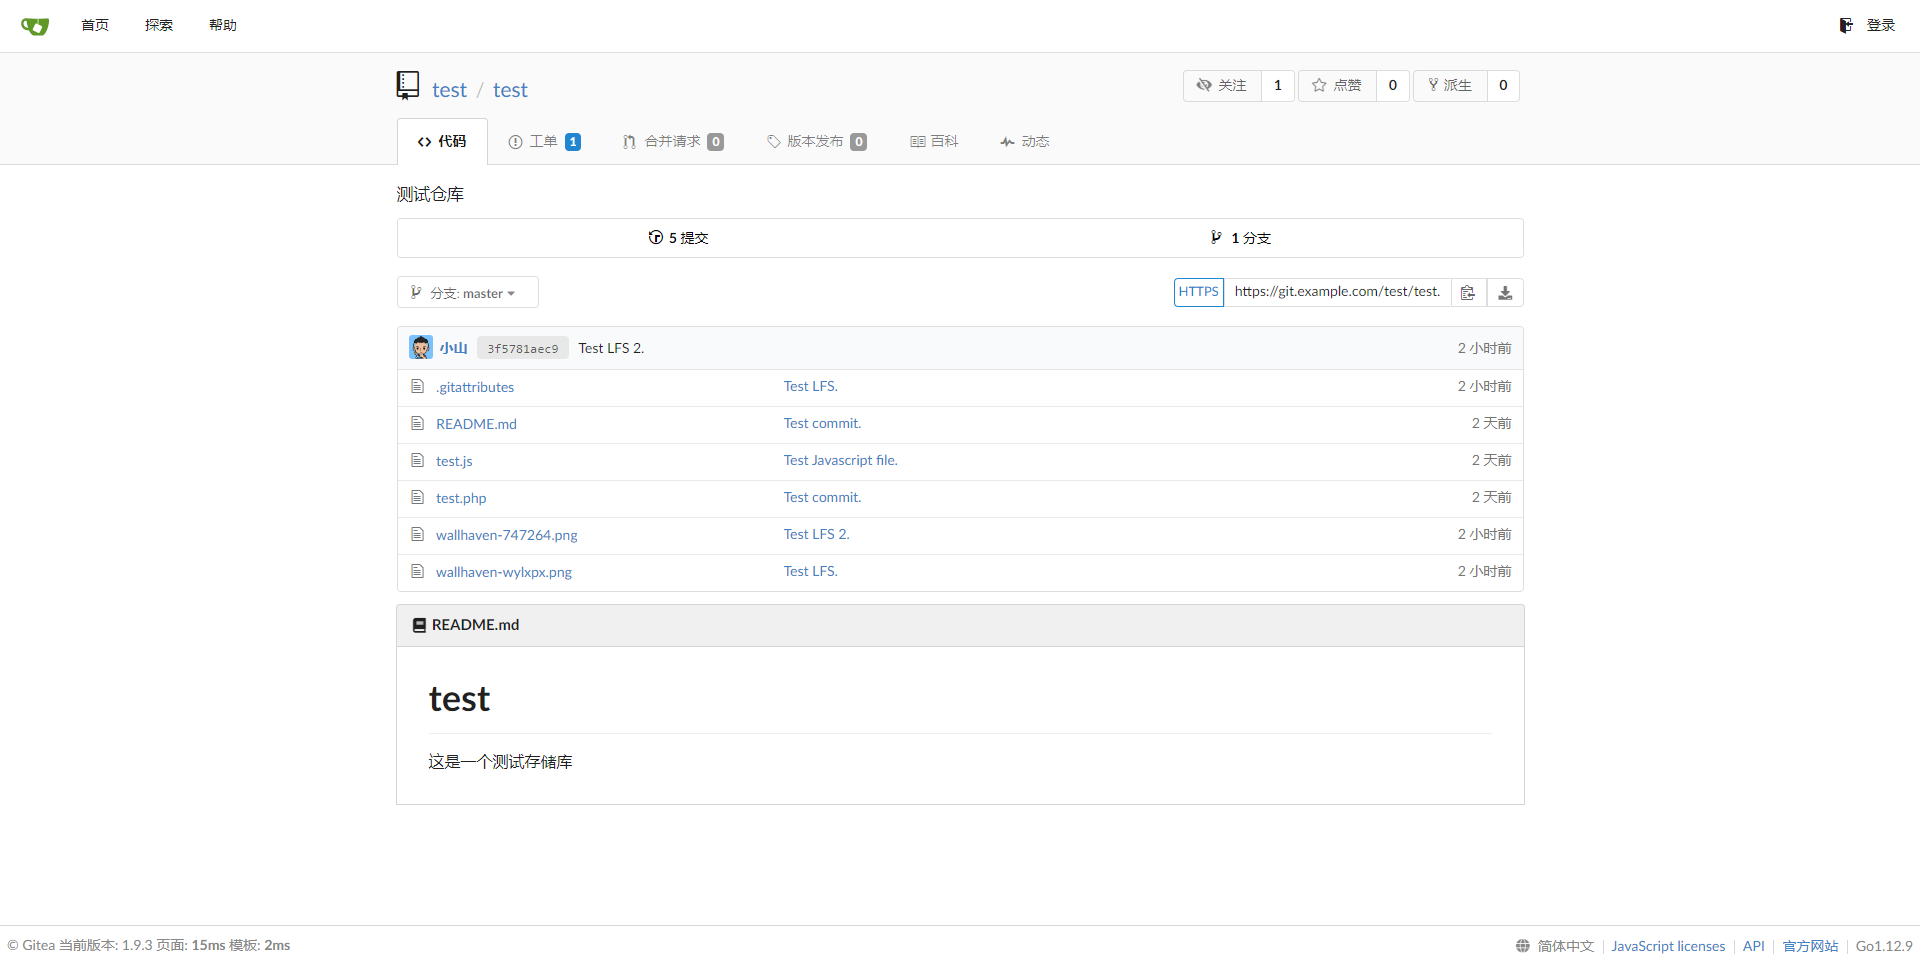 首页 探索 帮助 登录
test / test 关注 1 点赞 0 派生 0
代码 工单 1 合并请求 0 版本发布 0 百科 动态
测试仓库
5 提交 1 分支
分支: master HTTPS https://git.example.com/test/test.
小山 3f5781aec9 Test LFS 2. 2 小时前
.gitattributes Test LFS. 2 小时前
README.md Test commit. 2 天前
test.js Test Javascript file. 2 天前
test.php Test commit. 2 天前
wallhaven-747264.png Test LFS 2. 2 小时前
wallhaven-wylxpx.png Test LFS. 2 小时前
README.md
test
这是一个测试存储库
© Gitea 当前版本: 1.9.3 页面: 15ms 模板: 2ms 简体中文 JavaScript licenses API 官方网站 Go1.12.9